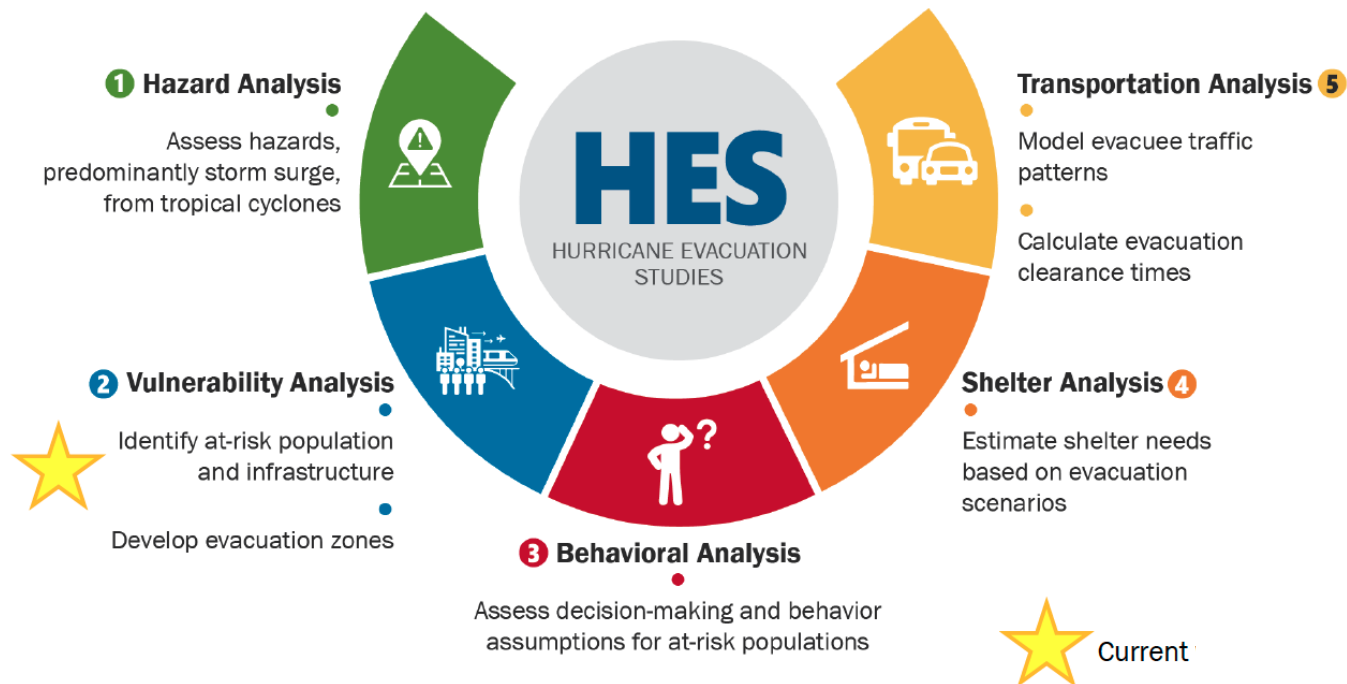 1 Hazard Analysis
Assess hazards,
predominantly storm surge,
from tropical cyclones
2 Vulnerability Analysis
Identify at-risk population
and infrastructure
Develop evacuation zones
3 Behavioral Analysis
Assess decision-making and behavior
assumptions for at-risk populations
Shelter Analysis 4
Estimate shelter needs
based on evacuation
scenarios
Transportation Analysis 5
Model evacuee traffic
patterns
Calculate evacuation
clearance times
HES
HURRICANE EVACUATION
STUDIES
?
Current